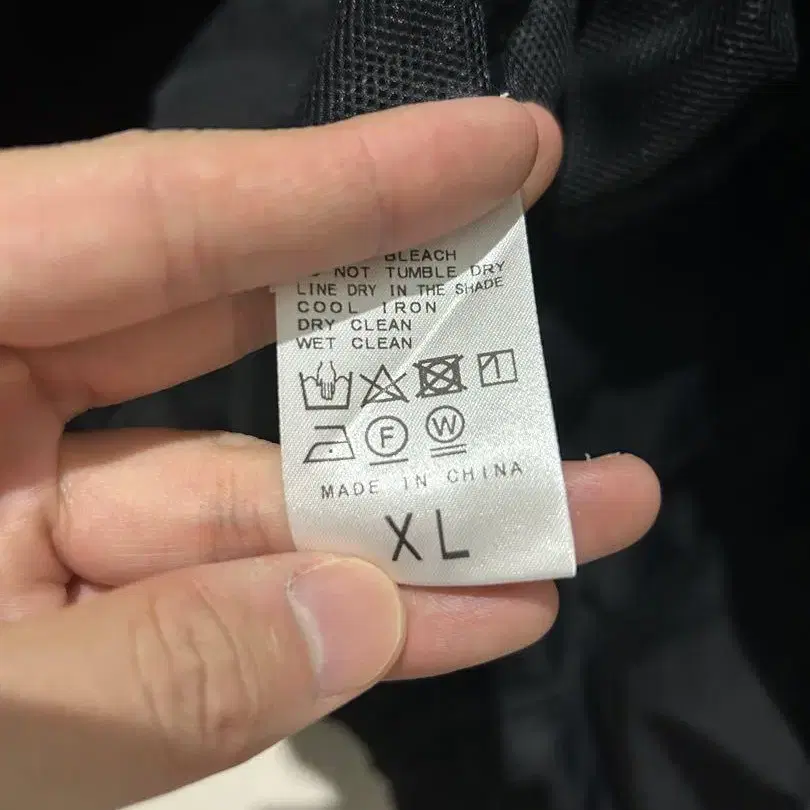 BLEACH
NOT TUMBLE DRY
LINE DRY IN THE SHADE
COOL IRON
DRY CLEAN
WET CLEAN
F W
MADE IN CHINA
XL